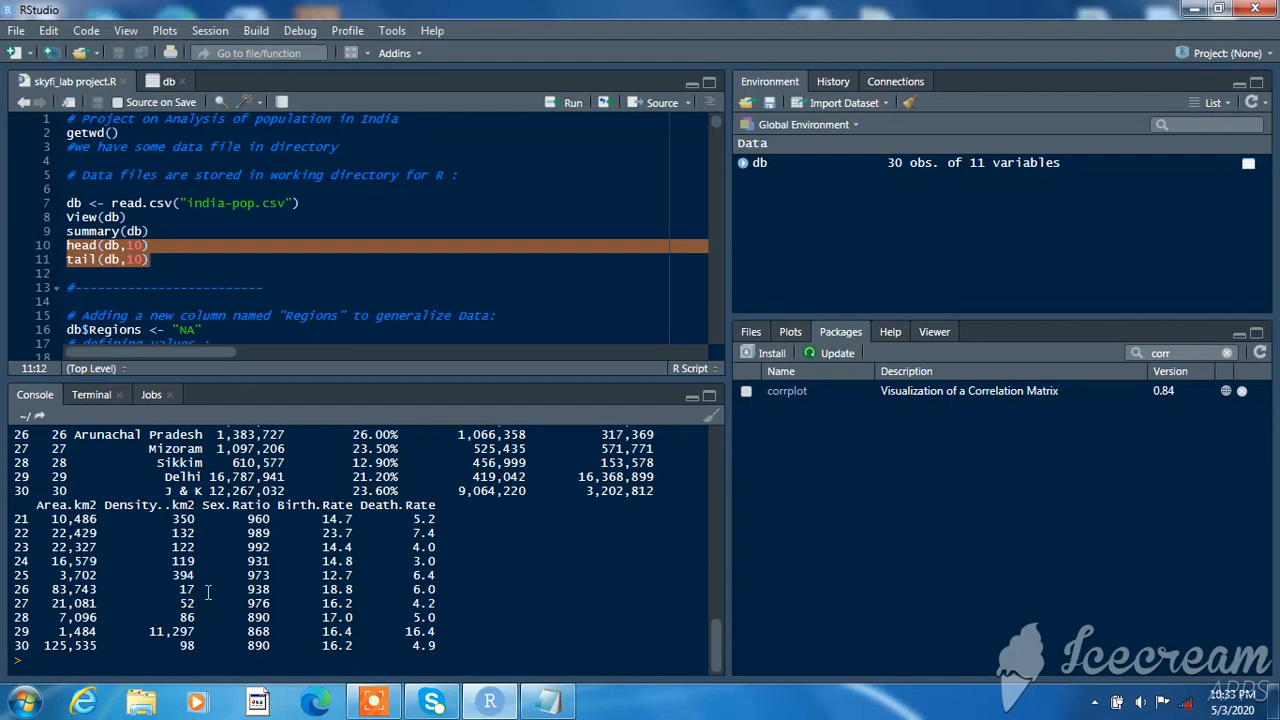 RStudio
File Edit Code View Plots Session Build Debug Profile Tools Help
Go to file/function Addins Project: (None)
skyfi_lab project.R db
Source on Save Run Source
1 # Project on Analysis of population in India
2 getwd()
3 #we have some data file in directory
4
5 # Data files are stored in working directory for R :
6
7 db <- read.csv("india-pop.csv")
8 View(db)
9 summary(db)
10 head(db,10)
11 tail(db,10)
12
13 #--------------------------
14
15 # Adding a new column named "Regions" to generalize Data:
16 db$Regions <- "NA"
17 # defining values :
18
11:12 (Top Level) R Script
Console Terminal Jobs
~/
26 26 Arunachal Pradesh 1,383,727 26.00% 1,066,358 317,369
27 27 Mizoram 1,097,206 23.50% 525,435 571,771
28 28 Sikkim 610,577 12.90% 456,999 153,578
29 29 Delhi 16,787,941 21.20% 419,042 16,368,899
30 30 J & K 12,267,032 23.60% 9,064,220 3,202,812
Area.km2 Density..km2 Sex.Ratio Birth.Rate Death.Rate
21 10,486 350 960 14.7 5.2
22 22,429 132 989 23.7 7.4
23 22,327 122 992 14.4 4.0
24 16,579 119 931 14.8 3.0
25 3,702 394 973 12.7 6.4
26 83,743 17 938 18.8 6.0
27 21,081 52 976 16.2 4.2
28 7,096 86 890 17.0 5.0
29 1,484 11,297 868 16.4 16.4
30 125,535 98 890 16.2 4.9
>
Environment History Connections
Import Dataset List
Global Environment
Data
db 30 obs. of 11 variables
Files Plots Packages Help Viewer
Install Update corr
Name Description Version
corrplot Visualization of a Correlation Matrix 0.84
Icecream
APPS
10:33 PM
5/3/2020